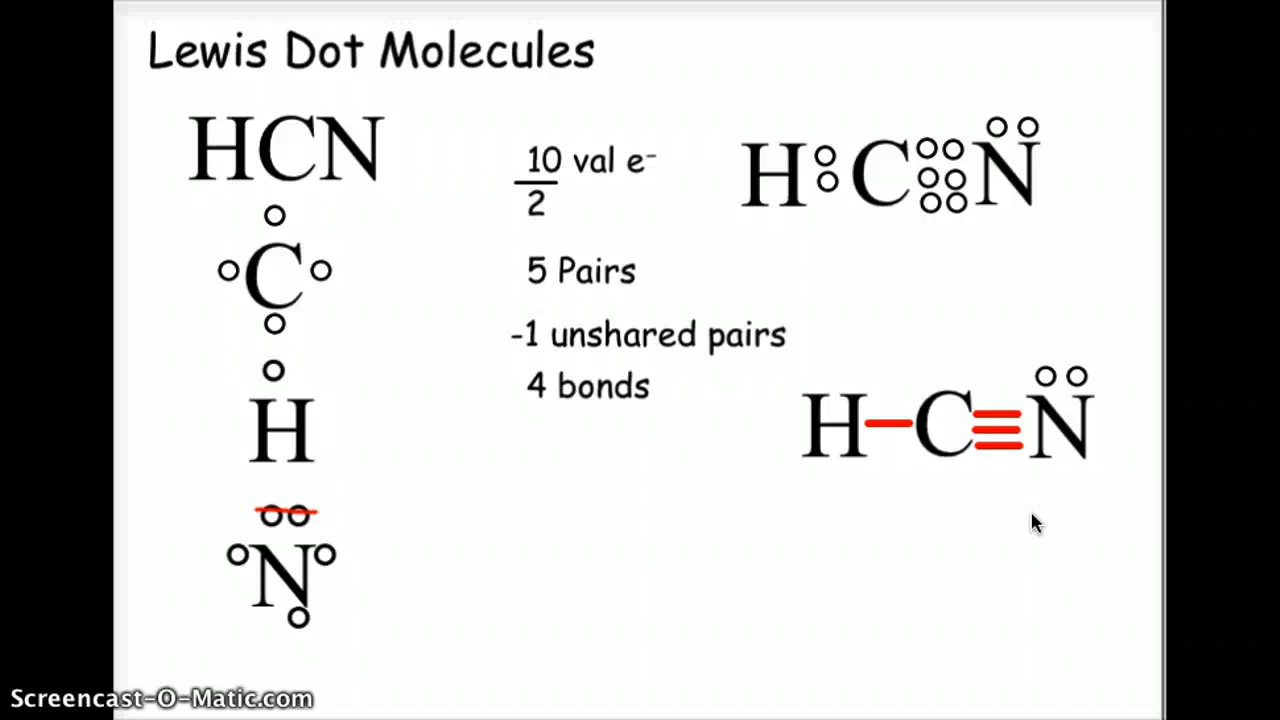 Lewis Dot Molecules
HCN
C
H
N
10 val e⁻
2
5 Pairs
-1 unshared pairs
4 bonds
H C N
H C N
Screencast-O-Matic.com